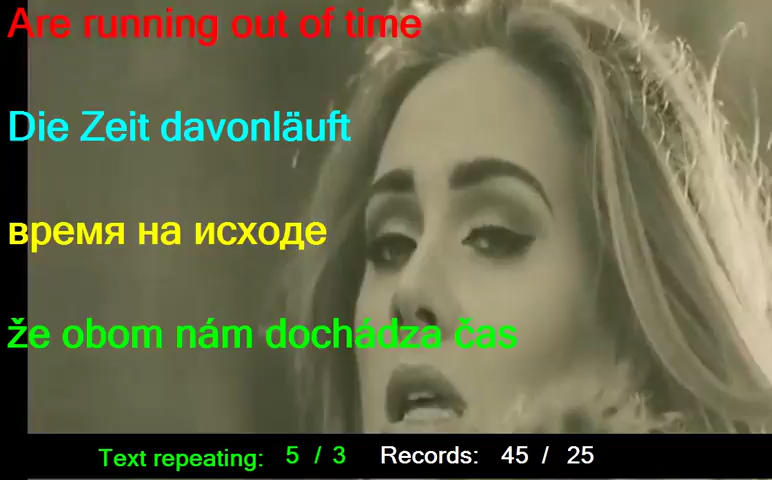 Are running out of time
Die Zeit davonläuft
время на исходе
že obom nám dochádza čas
Text repeating: 5 / 3 Records: 45 / 25